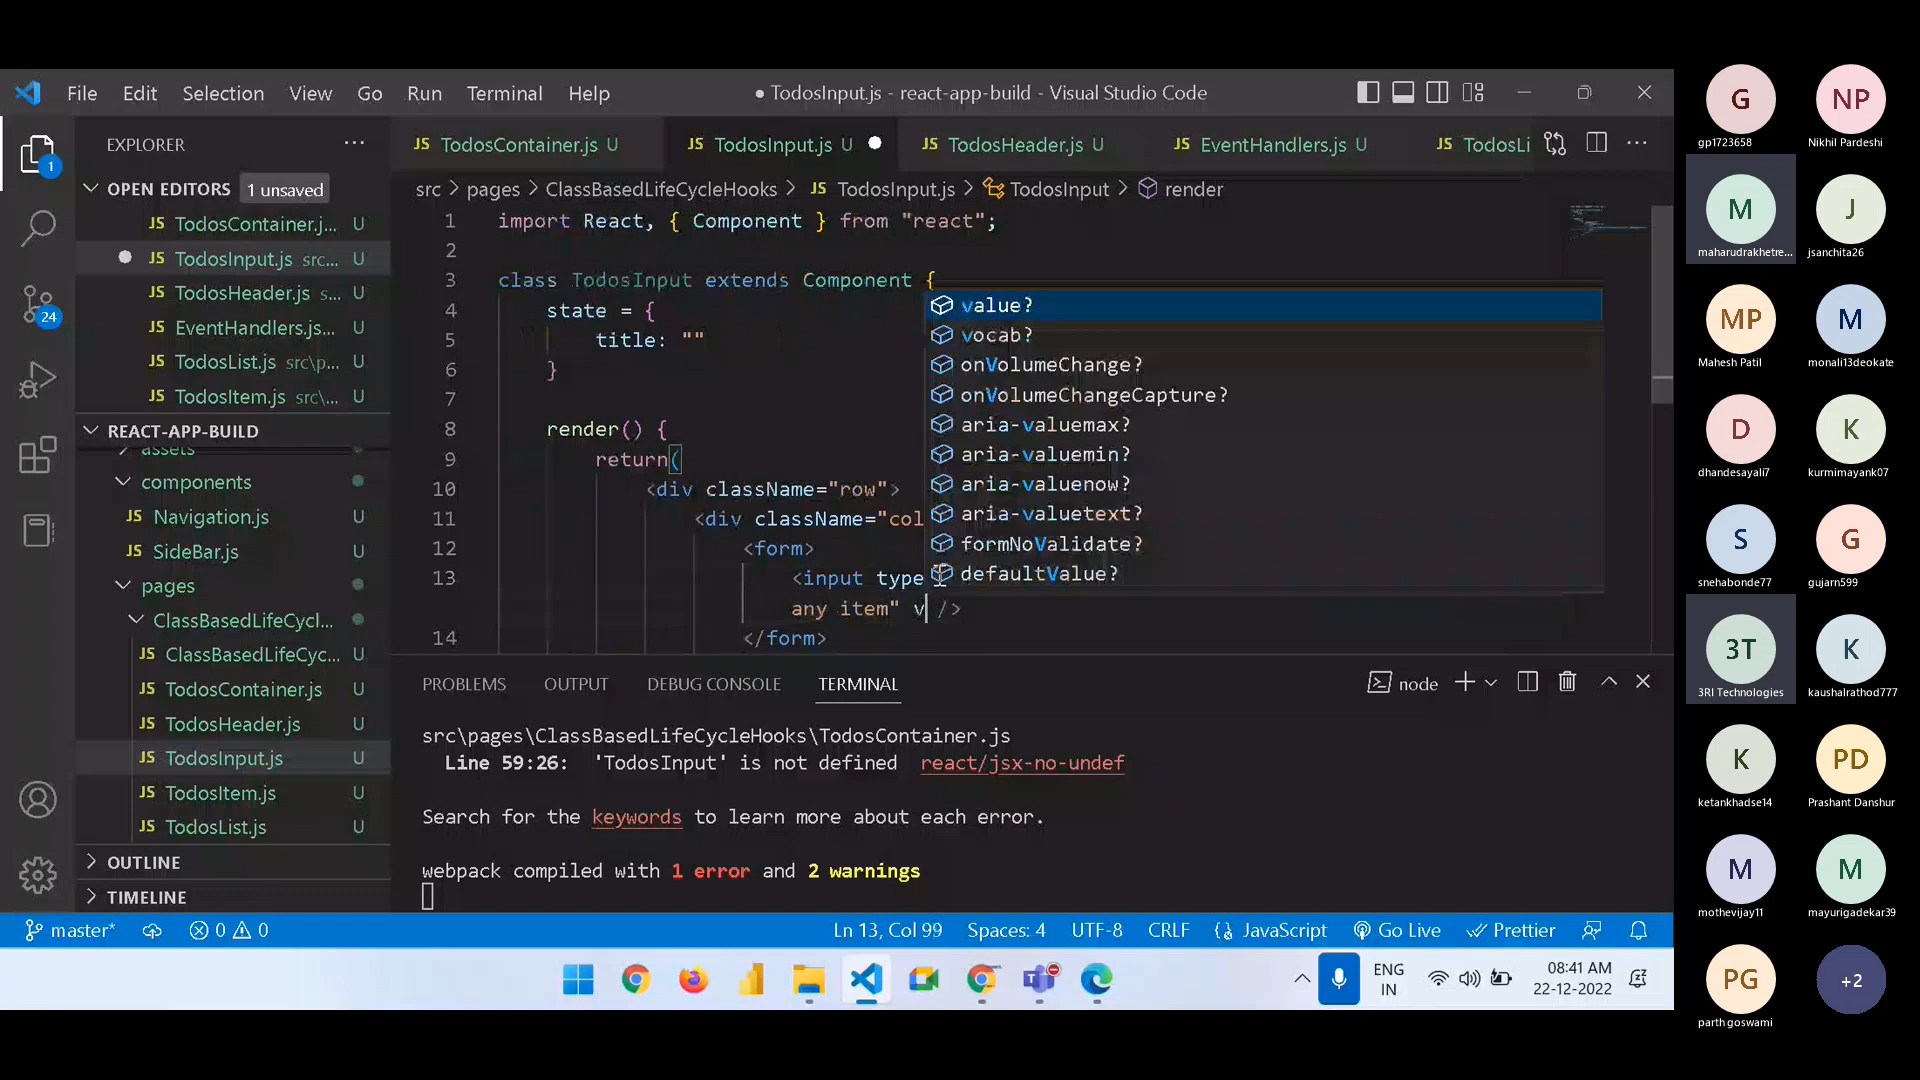 File Edit Selection View Go Run Terminal Help
● TodosInput.js - react-app-build - Visual Studio Code
EXPLORER
OPEN EDITORS 1 unsaved
JS TodosContainer.j... U
JS TodosInput.js src... U
JS TodosHeader.js s... U
JS EventHandlers.js... U
JS TodosList.js src\p... U
JS TodosItem.js src\... U
REACT-APP-BUILD
assets
components
JS Navigation.js U
JS SideBar.js U
pages
ClassBasedLifeCycl...
JS ClassBasedLifeCyc... U
JS TodosContainer.js U
JS TodosHeader.js U
JS TodosInput.js U
JS TodosItem.js U
JS TodosList.js U
OUTLINE
TIMELINE
1
24
JS TodosContainer.js U JS TodosInput.js U JS TodosHeader.js U JS EventHandlers.js U JS TodosLi
src > pages > ClassBasedLifeCycleHooks > JS TodosInput.js > TodosInput > render
1 import React, { Component } from "react";
2
3 class TodosInput extends Component {
4 state = {
5 title: ""
6 }
7
8 render() {
9 return(
10 <div className="row">
11 <div className="col
12 <form>
13 <input type
any item" v />
14 </form>
value?
vocab?
onVolumeChange?
onVolumeChangeCapture?
aria-valuemax?
aria-valuemin?
aria-valuenow?
aria-valuetext?
formNoValidate?
defaultValue?
PROBLEMS OUTPUT DEBUG CONSOLE TERMINAL node
src\pages\ClassBasedLifeCycleHooks\TodosContainer.js
Line 59:26: 'TodosInput' is not defined react/jsx-no-undef
Search for the keywords to learn more about each error.
webpack compiled with 1 error and 2 warnings
master* 0 0 Ln 13, Col 99 Spaces: 4 UTF-8 CRLF JavaScript Go Live Prettier
ENG
IN
08:41 AM
22-12-2022
G NP
gp1723658 Nikhil Pardeshi
M J
maharudrakhetre... jsanchita26
MP M
Mahesh Patil monali13deokate
D K
dhandesayali7 kurmimayank07
S G
snehabonde77 gujarn599
3T K
3RI Technologies kaushalrathod777
K PD
ketankhadse14 Prashant Danshur
M M
mothevijay11 mayurigadekar39
PG +2
parth goswami